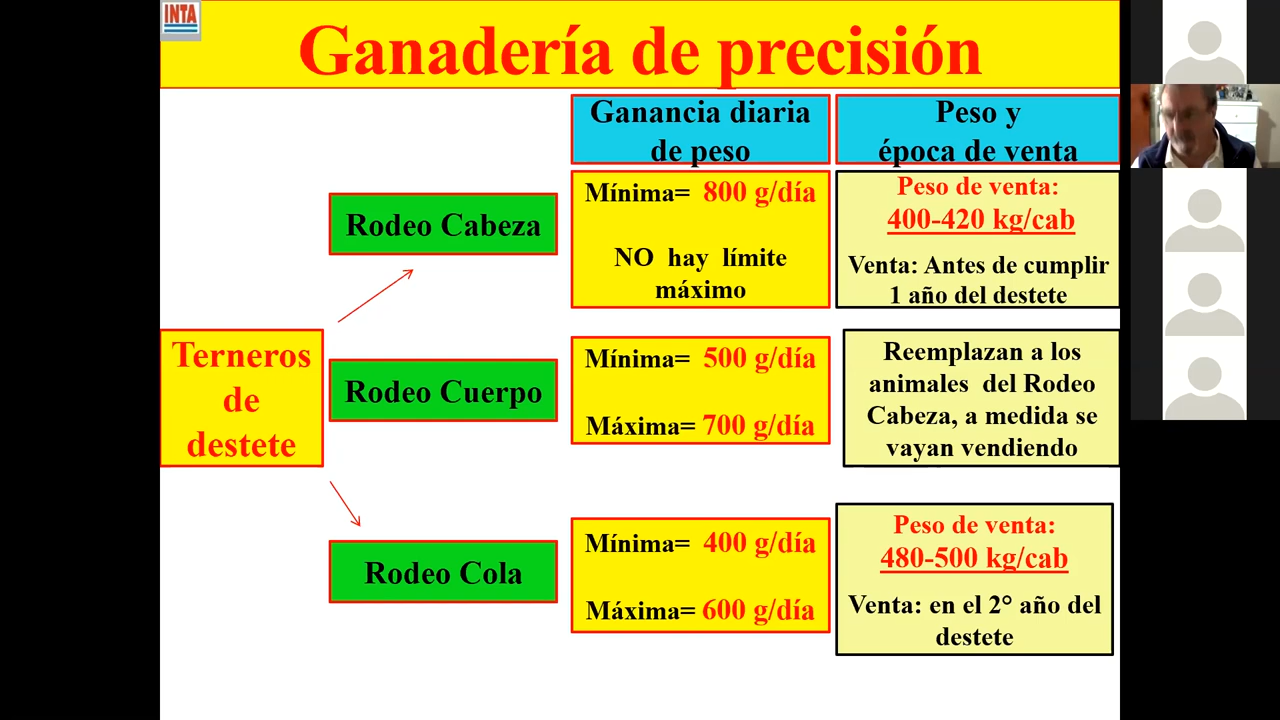 INTA
Ganadería de precisión
Ganancia diaria
de peso
Peso y
época de venta
Rodeo Cabeza
Mínima= 800 g/día
NO hay límite
máximo
Peso de venta:
400-420 kg/cab
Venta: Antes de cumplir
1 año del destete
Terneros
de
destete
Rodeo Cuerpo
Mínima= 500 g/día
Máxima= 700 g/día
Reemplazan a los
animales del Rodeo
Cabeza, a medida se
vayan vendiendo
Rodeo Cola
Mínima= 400 g/día
Máxima= 600 g/día
Peso de venta:
480-500 kg/cab
Venta: en el 2° año del
destete